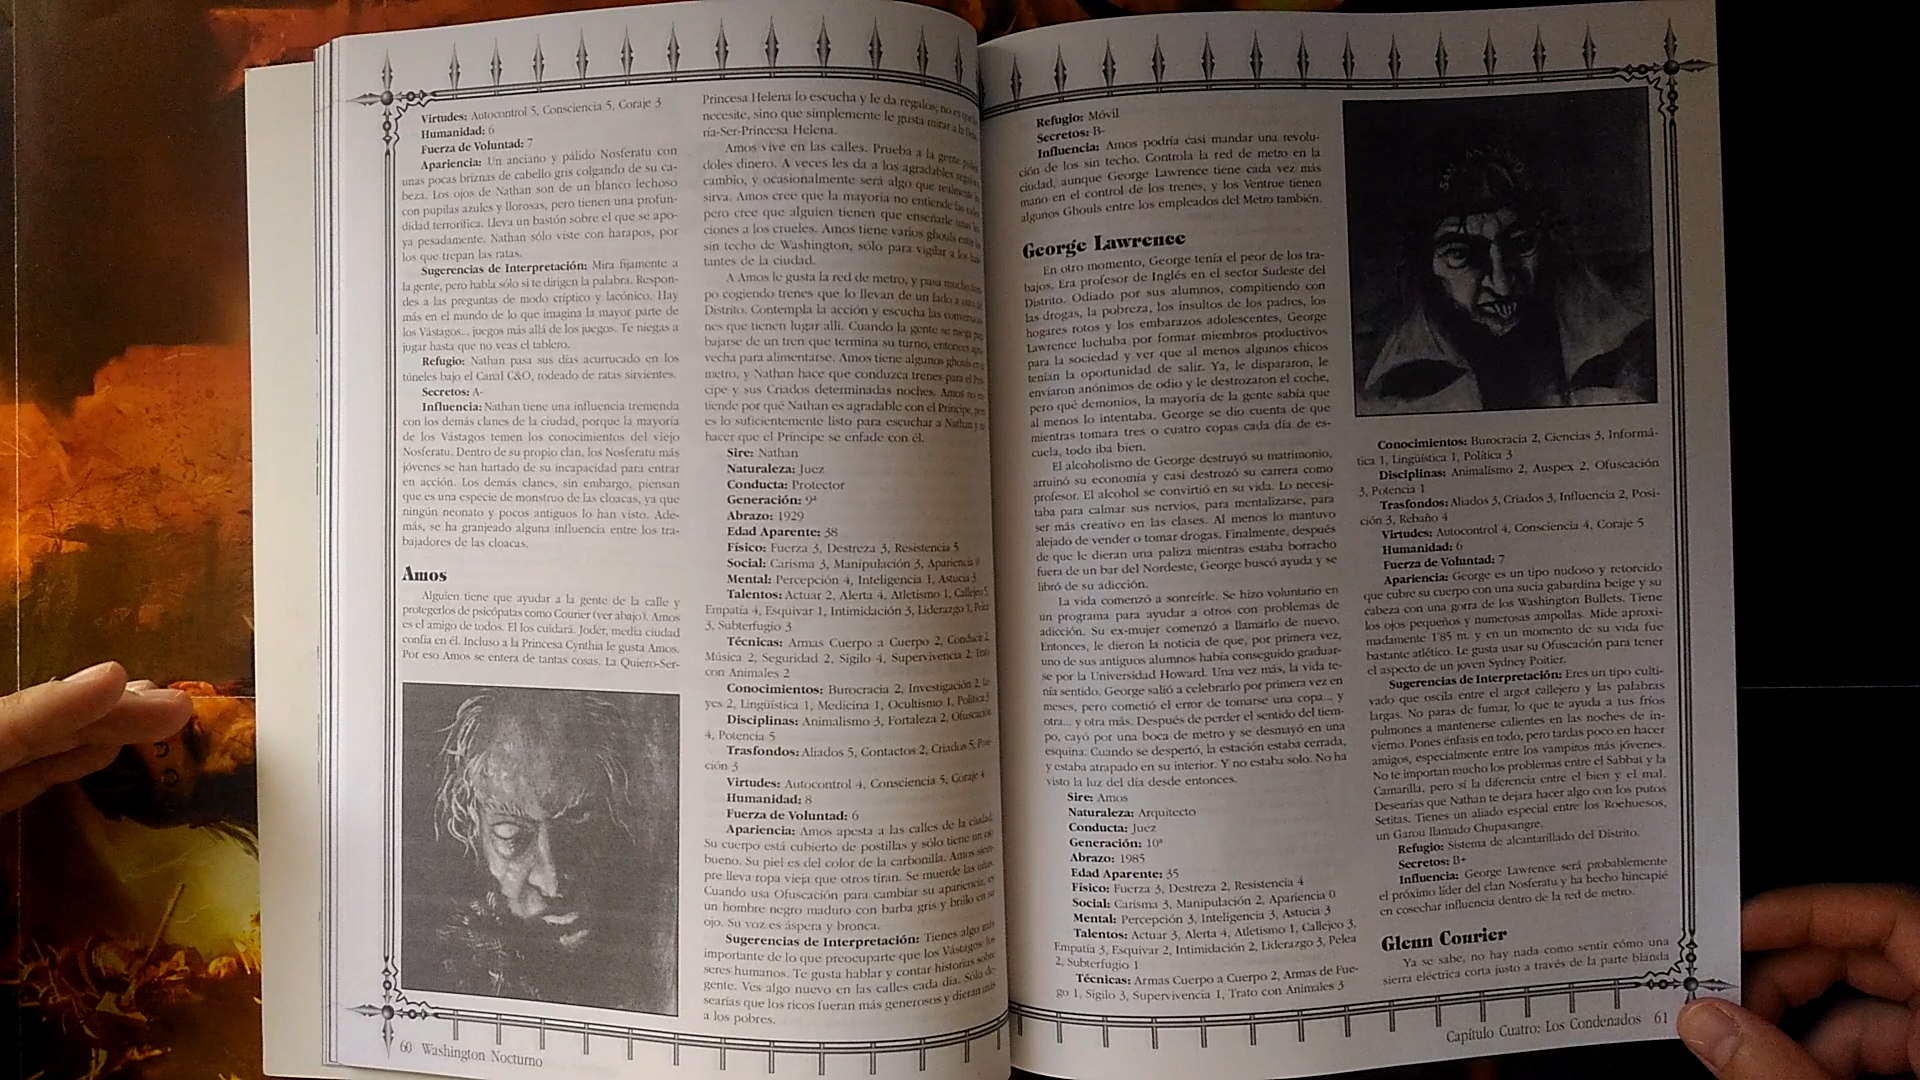 Virtudes: Autocontrol 5, Consciencia 5, Coraje 3
Humanidad: 6
Fuerza de Voluntad: 7
Apariencia: Un anciano y pálido Nosferatu con
unas pocas briznas de cabello gris colgando de su ca-
beza. Los ojos de Nathan son de un blanco lechoso
con pupilas azules y llorosas, pero tienen una profun-
didad terrorífica. Lleva un bastón sobre el que se apo-
ya pesadamente. Nathan sólo viste con harapos, por
los que trepan las ratas.
Sugerencias de Interpretación: Mira fijamente a
la gente, pero habla sólo si te dirigen la palabra. Respon-
des a las preguntas de modo críptico y lacónico. Hay
más en el mundo de lo que imagina la mayor parte de
los Vástagos... juegos más allá de los juegos. Te niegas a
jugar hasta que no veas el tablero.
Refugio: Nathan pasa sus días acurrucado en los
túneles bajo el Canal C&O, rodeado de ratas sirvientes.
Secretos: A-
Influencia: Nathan tiene una influencia tremenda
con los demás clanes de la ciudad, porque la mayoría
de los Vástagos temen los conocimientos del viejo
Nosferatu. Dentro de su propio clan, los Nosferatu más
jóvenes se han hartado de su incapacidad para entrar
en acción. Los demás clanes, sin embargo, piensan
que es una especie de monstruo de las cloacas, ya que
ningún neonato y pocos antiguos lo han visto. Ade-
más, se ha granjeado alguna influencia entre los tra-
bajadores de las cloacas.
Amos
Alguien tiene que ayudar a la gente de la calle y
protegerlos de psicópatas como Courier (ver abajo). Amos
es el amigo de todos. El los cuidará. Joder, media ciudad
confía en él. Incluso a la Princesa Cynthia le gusta Amos.
Por eso Amos se entera de tantas cosas. La Quiero-Ser-
Princesa Helena lo escucha y le da regalos; no es que
necesite, sino que simplemente le gusta mirar a la
ría-Ser-Princesa Helena.
Amos vive en las calles. Prueba a la gente
doles dinero. A veces les da a los agradables regalos
cambio, y ocasionalmente será algo que realmente
sirva. Amos cree que la mayoría no entiende las calles
pero cree que alguien tienen que enseñarle unas lec-
ciones a los crueles. Amos tiene varios ghouls entre
sin techo de Washington, sólo para vigilar a los
tantes de la ciudad.
A Amos le gusta la red de metro, y pasa mucho tiem-
po cogiendo trenes que lo llevan de un lado a otro del
Distrito. Contempla la acción y escucha las conversacio-
nes que tienen lugar allí. Cuando la gente se niega
bajarse de un tren que termina su turno, entonces apro-
vecha para alimentarse. Amos tiene algunos ghouls en
metro, y Nathan hace que conduzca trenes para el Prín-
cipe y sus Criados determinadas noches. Amos no en-
tiende por qué Nathan es agradable con el Príncipe, pero
es lo suficientemente listo para escuchar a Nathan y no
hacer que el Príncipe se enfade con él.
Sire: Nathan
Naturaleza: Juez
Conducta: Protector
Generación: 9ª
Abrazo: 1929
Edad Aparente: 38
Físico: Fuerza 3, Destreza 3, Resistencia 5
Social: Carisma 3, Manipulación 3, Apariencia 0
Mental: Percepción 4, Inteligencia 1, Astucia 3
Talentos: Actuar 2, Alerta 4, Atletismo 1, Callejeo 5,
Empatía 4, Esquivar 1, Intimidación 3, Liderazgo 1, Pelea
3, Subterfugio 3
Técnicas: Armas Cuerpo a Cuerpo 2, Conducir 2,
Música 2, Seguridad 2, Sigilo 4, Supervivencia 2, Trato
con Animales 2
Conocimientos: Burocracia 2, Investigación 2, Le-
yes 2, Lingüística 1, Medicina 1, Ocultismo 1, Política 3
Disciplinas: Animalismo 3, Fortaleza 2, Ofuscación
4, Potencia 5
Trasfondos: Aliados 5, Contactos 2, Criados 5, Posi-
ción 3
Virtudes: Autocontrol 4, Consciencia 5, Coraje 4
Humanidad: 8
Fuerza de Voluntad: 6
Apariencia: Amos apesta a las calles de la ciudad.
Su cuerpo está cubierto de postillas y sólo tiene un ojo
bueno. Su piel es del color de la carbonilla. Amos siem-
pre lleva ropa vieja que otros tiran. Se muerde las uñas.
Cuando usa Ofuscación para cambiar su apariencia, es
un hombre negro maduro con barba gris y brillo en su
ojo. Su voz es áspera y bronca.
Sugerencias de Interpretación: Tienes algo más
importante de lo que preocuparte que los Vástagos: los
seres humanos. Te gusta hablar y contar historias sobre
gente. Ves algo nuevo en las calles cada día. Sólo de-
searías que los ricos fueran más generosos y dieran más
a los pobres.
60 Washington Nocturno
Refugio: Móvil
Secretos: B-
Influencia: Amos podría casi mandar una revolu-
ción de los sin techo. Controla la red de metro en la
ciudad, aunque George Lawrence tiene cada vez más
mano en el control de los trenes, y los Ventrue tienen
algunos Ghouls entre los empleados del Metro también.
George Lawrence
En otro momento, George tenía el peor de los tra-
bajos. Era profesor de Inglés en el sector Sudeste del
Distrito. Odiado por sus alumnos, compitiendo con
las drogas, la pobreza, los insultos de los padres, los
hogares rotos y los embarazos adolescentes, George
Lawrence luchaba por formar miembros productivos
para la sociedad y ver que al menos algunos chicos
tenían la oportunidad de salir. Ya, le dispararon, le
enviaron anónimos de odio y le destrozaron el coche,
pero qué demonios, la mayoría de la gente sabía que
al menos lo intentaba. George se dio cuenta de que
mientras tomara tres o cuatro copas cada día de es-
cuela, todo iba bien.
El alcoholismo de George destruyó su matrimonio,
arruinó su economía y casi destrozó su carrera como
profesor. El alcohol se convirtió en su vida. Lo necesi-
taba para calmar sus nervios, para mentalizarse, para
ser más creativo en las clases. Al menos lo mantuvo
alejado de vender o tomar drogas. Finalmente, después
de que le dieran una paliza mientras estaba borracho
fuera de un bar del Nordeste, George buscó ayuda y se
libró de su adicción.
La vida comenzó a sonreírle. Se hizo voluntario en
un programa para ayudar a otros con problemas de
adicción. Su ex-mujer comenzó a llamarlo de nuevo.
Entonces, le dieron la noticia de que, por primera vez,
uno de sus antiguos alumnos había conseguido graduar-
se por la Universidad Howard. Una vez más, la vida te-
nía sentido. George salió a celebrarlo por primera vez en
meses, pero cometió el error de tomarse una copa... y
otra... y otra más. Después de perder el sentido del tiem-
po, cayó por una boca de metro y se desmayó en una
esquina. Cuando se despertó, la estación estaba cerrada,
y estaba atrapado en su interior. Y no estaba solo. No ha
visto la luz del día desde entonces.
Sire: Amos
Naturaleza: Arquitecto
Conducta: Juez
Generación: 10ª
Abrazo: 1985
Edad Aparente: 35
Físico: Fuerza 3, Destreza 2, Resistencia 4
Social: Carisma 3, Manipulación 2, Apariencia 0
Mental: Percepción 3, Inteligencia 3, Astucia 3
Talentos: Actuar 3, Alerta 4, Atletismo 1, Callejeo 3,
Empatía 3, Esquivar 2, Intimidación 2, Liderazgo 3, Pelea
2, Subterfugio 1
Técnicas: Armas Cuerpo a Cuerpo 2, Armas de Fue-
go 1, Sigilo 3, Supervivencia 1, Trato con Animales 3
SAN ANTONIO
Conocimientos: Burocracia 2, Ciencias 3, Informá-
tica 1, Lingüística 1, Política 3
Disciplinas: Animalismo 2, Auspex 2, Ofuscación
3, Potencia 1
Trasfondos: Aliados 3, Criados 3, Influencia 2, Posi-
ción 3, Rebaño 4
Virtudes: Autocontrol 4, Consciencia 4, Coraje 5
Humanidad: 6
Fuerza de Voluntad: 7
Apariencia: George es un tipo nudoso y retorcido
que cubre su cuerpo con una sucia gabardina beige y su
cabeza con una gorra de los Washington Bullets. Tiene
los ojos pequeños y numerosas ampollas. Mide aproxi-
madamente 1'85 m. y en un momento de su vida fue
bastante atlético. Le gusta usar su Ofuscación para tener
el aspecto de un joven Sydney Poitier.
Sugerencias de Interpretación: Eres un tipo culti-
vado que oscila entre el argot callejero y las palabras
largas. No paras de fumar, lo que te ayuda a tus fríos
pulmones a mantenerse calientes en las noches de in-
vierno. Pones énfasis en todo, pero tardas poco en hacer
amigos, especialmente entre los vampiros más jóvenes.
No te importan mucho los problemas entre el Sabbat y la
Camarilla, pero sí la diferencia entre el bien y el mal.
Desearías que Nathan te dejara hacer algo con los putos
Setitas. Tienes un aliado especial entre los Roehuesos,
un Garou llamado Chupasangre.
Refugio: Sistema de alcantarillado del Distrito.
Secretos: B+
Influencia: George Lawrence será probablemente
el próximo líder del clan Nosferatu y ha hecho hincapié
en cosechar influencia dentro de la red de metro.
Glenn Courier
Ya se sabe, no hay nada como sentir cómo una
sierra eléctrica corta justo a través de la parte blanda
Capítulo Cuatro: Los Condenados 61